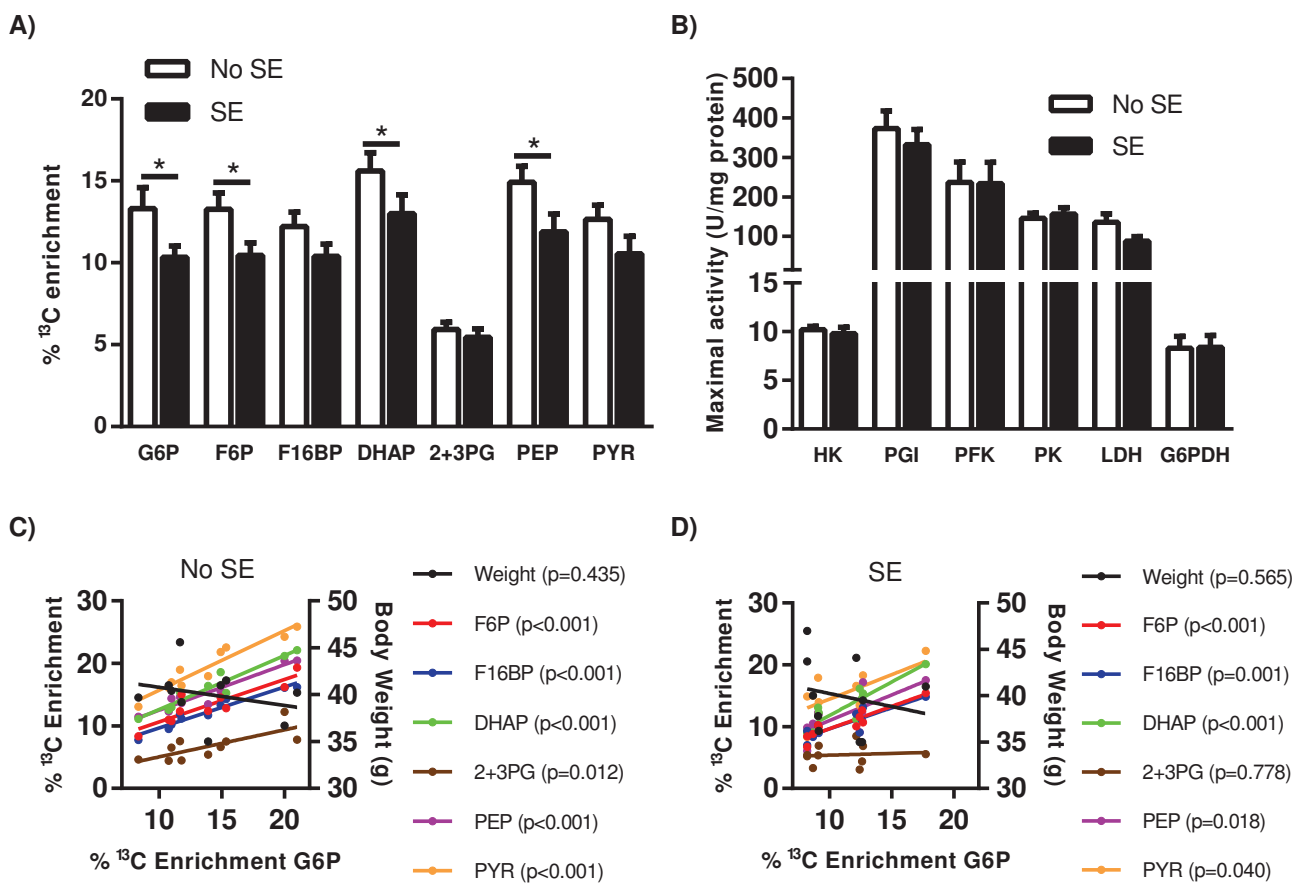 A)
No SE
SE
% ¹³C enrichment
20
15
10
5
0
*
*
*
*
G6P F6P F16BP DHAP 2+3PG PEP PYR
B)
No SE
SE
Maximal activity (U/mg protein)
500
400
300
200
100
15
10
5
0
HK PGI PFK PK LDH G6PDH
C)
No SE
% ¹³C Enrichment
30
20
10
0
50
45
40
35
30
Body Weight (g)
10 15 20
% ¹³C Enrichment G6P
Weight (p=0.435)
F6P (p<0.001)
F16BP (p<0.001)
DHAP (p<0.001)
2+3PG (p=0.012)
PEP (p<0.001)
PYR (p<0.001)
D)
SE
% ¹³C Enrichment
30
20
10
0
50
45
40
35
30
Body Weight (g)
10 15 20
% ¹³C Enrichment G6P
Weight (p=0.565)
F6P (p<0.001)
F16BP (p=0.001)
DHAP (p<0.001)
2+3PG (p=0.778)
PEP (p=0.018)
PYR (p=0.040)